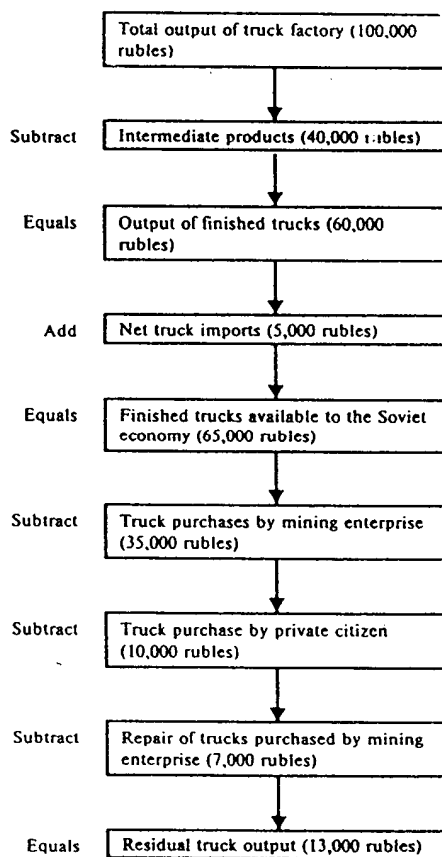 Total output of truck factory (100,000
rubles)
Subtract
Intermediate products (40,000 rubles)
Equals
Output of finished trucks (60,000
rubles)
Add
Net truck imports (5,000 rubles)
Equals
Finished trucks available to the Soviet
economy (65,000 rubles)
Subtract
Truck purchases by mining enterprise
(35,000 rubles)
Subtract
Truck purchase by private citizen
(10,000 rubles)
Subtract
Repair of trucks purchased by mining
enterprise (7,000 rubles)
Equals
Residual truck output (13,000 rubles)